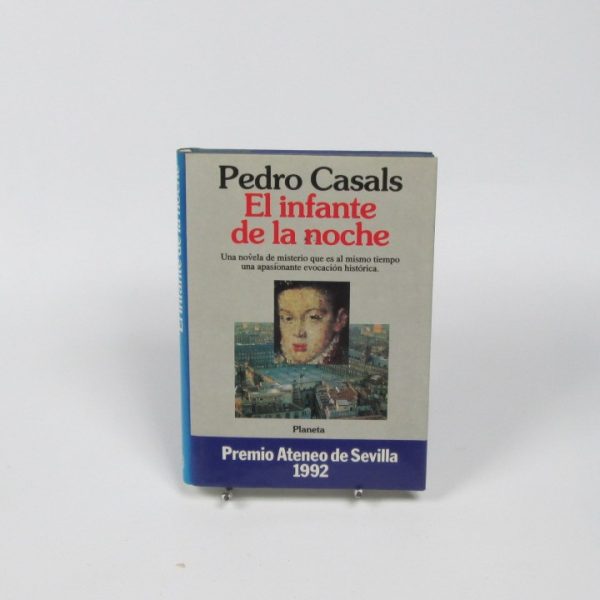 Pedro Casals
El infante
de la noche
Una novela de misterio que es al mismo tiempo
una apasionante evocación histórica.
Planeta
Premio Ateneo de Sevilla
1992
El infante de la noche